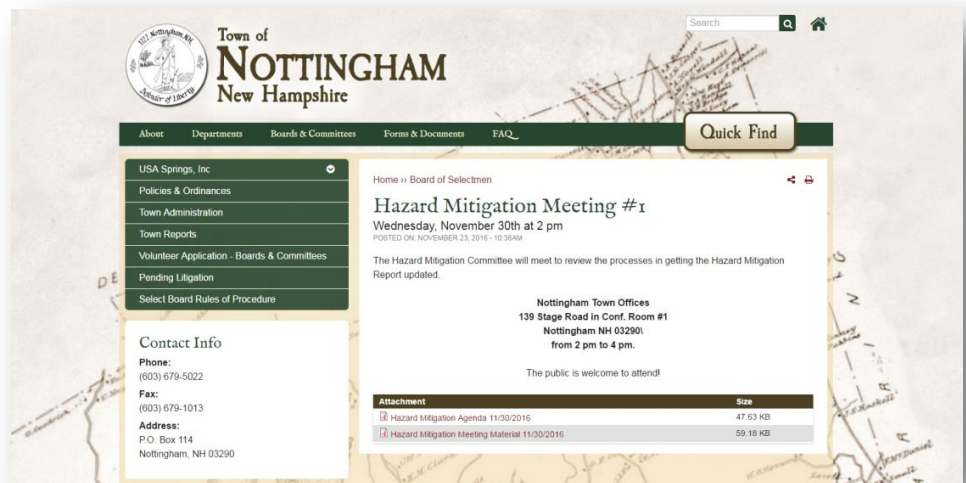 1722 Nottingham, NH.
Defender of Liberty
Town of
NOTTINGHAM
New Hampshire
Search
About Departments Boards & Committees Forms & Documents FAQ Quick Find
USA Springs, Inc
Policies & Ordinances
Town Administration
Town Reports
Volunteer Application - Boards & Committees
Pending Litigation
Select Board Rules of Procedure
Contact Info
Phone:
(603) 679-5022
Fax:
(603) 679-1013
Address:
P.O. Box 114
Nottingham, NH 03290
Home ›› Board of Selectmen
Hazard Mitigation Meeting #1
Wednesday, November 30th at 2 pm
POSTED ON: NOVEMBER 23, 2016 - 10:36AM
The Hazard Mitigation Committee will meet to review the processes in getting the Hazard Mitigation
Report updated.
Nottingham Town Offices
139 Stage Road in Conf. Room #1
Nottingham NH 03290\
from 2 pm to 4 pm.
The public is welcome to attend!
Attachment Size
Hazard Mitigation Agenda 11/30/2016 47.63 KB
Hazard Mitigation Meeting Material 11/30/2016 59.18 KB